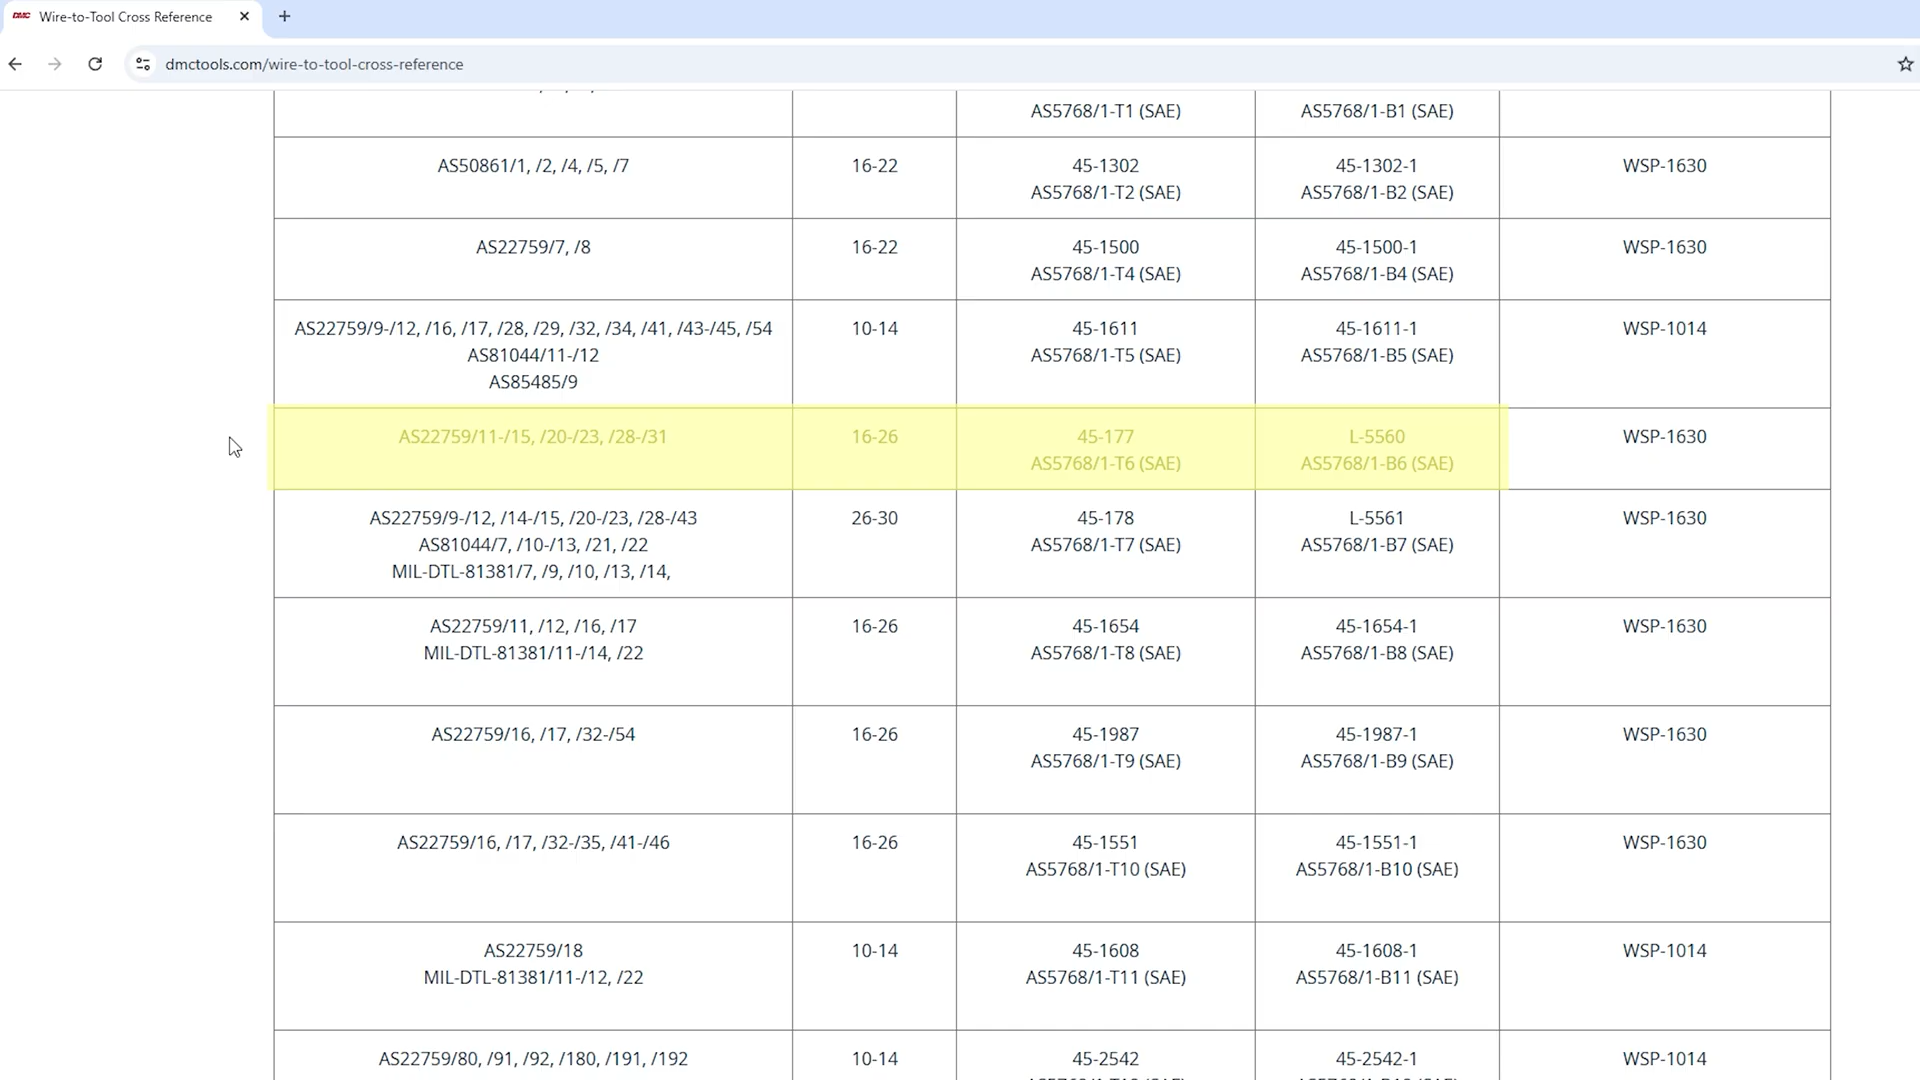 DMC Wire-to-Tool Cross Reference
dmctools.com/wire-to-tool-cross-reference
AS5768/1-T1 (SAE) AS5768/1-B1 (SAE)
AS50861/1, /2, /4, /5, /7 16-22 45-1302 45-1302-1 WSP-1630
AS5768/1-T2 (SAE) AS5768/1-B2 (SAE)
AS22759/7, /8 16-22 45-1500 45-1500-1 WSP-1630
AS5768/1-T4 (SAE) AS5768/1-B4 (SAE)
AS22759/9-/12, /16, /17, /28, /29, /32, /34, /41, /43-/45, /54 10-14 45-1611 45-1611-1 WSP-1014
AS81044/11-/12 AS5768/1-T5 (SAE) AS5768/1-B5 (SAE)
AS85485/9
AS22759/11-/15, /20-/23, /28-/31 16-26 45-177 L-5560 WSP-1630
AS5768/1-T6 (SAE) AS5768/1-B6 (SAE)
AS22759/9-/12, /14-/15, /20-/23, /28-/43 26-30 45-178 L-5561 WSP-1630
AS81044/7, /10-/13, /21, /22 AS5768/1-T7 (SAE) AS5768/1-B7 (SAE)
MIL-DTL-81381/7, /9, /10, /13, /14,
AS22759/11, /12, /16, /17 16-26 45-1654 45-1654-1 WSP-1630
MIL-DTL-81381/11-/14, /22 AS5768/1-T8 (SAE) AS5768/1-B8 (SAE)
AS22759/16, /17, /32-/54 16-26 45-1987 45-1987-1 WSP-1630
AS5768/1-T9 (SAE) AS5768/1-B9 (SAE)
AS22759/16, /17, /32-/35, /41-/46 16-26 45-1551 45-1551-1 WSP-1630
AS5768/1-T10 (SAE) AS5768/1-B10 (SAE)
AS22759/18 10-14 45-1608 45-1608-1 WSP-1014
MIL-DTL-81381/11-/12, /22 AS5768/1-T11 (SAE) AS5768/1-B11 (SAE)
AS22759/80, /91, /92, /180, /191, /192 10-14 45-2542 45-2542-1 WSP-1014